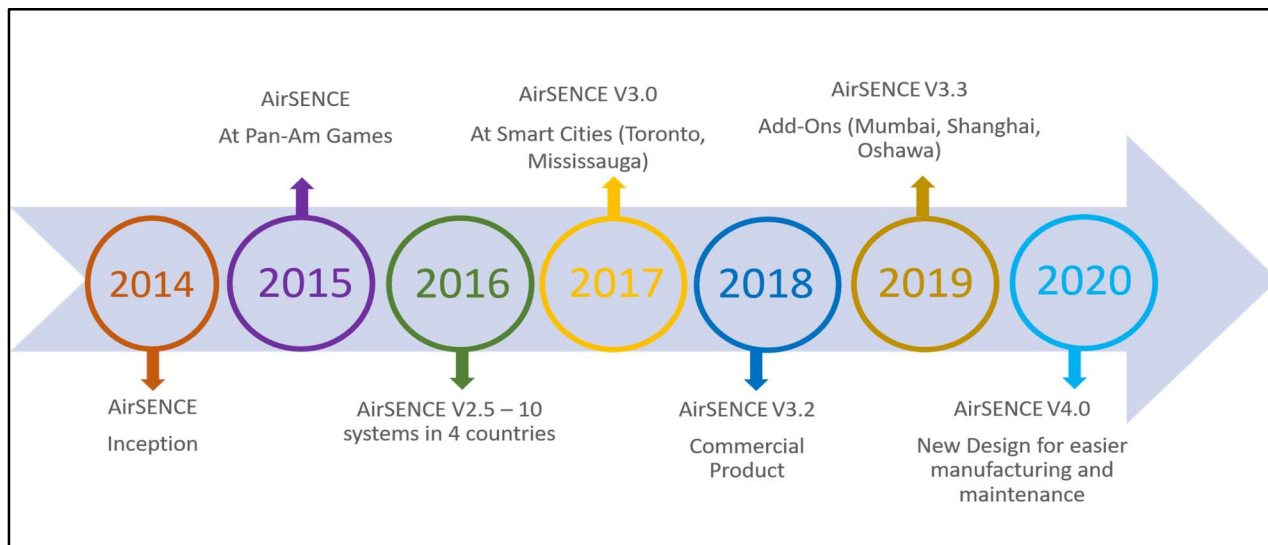 AirSENCE
At Pan-Am Games
AirSENCE V3.0
At Smart Cities (Toronto,
Mississauga)
AirSENCE V3.3
Add-Ons (Mumbai, Shanghai,
Oshawa)
2014
2015
2016
2017
2018
2019
2020
AirSENCE
Inception
AirSENCE V2.5 – 10
systems in 4 countries
AirSENCE V3.2
Commercial
Product
AirSENCE V4.0
New Design for easier
manufacturing and
maintenance